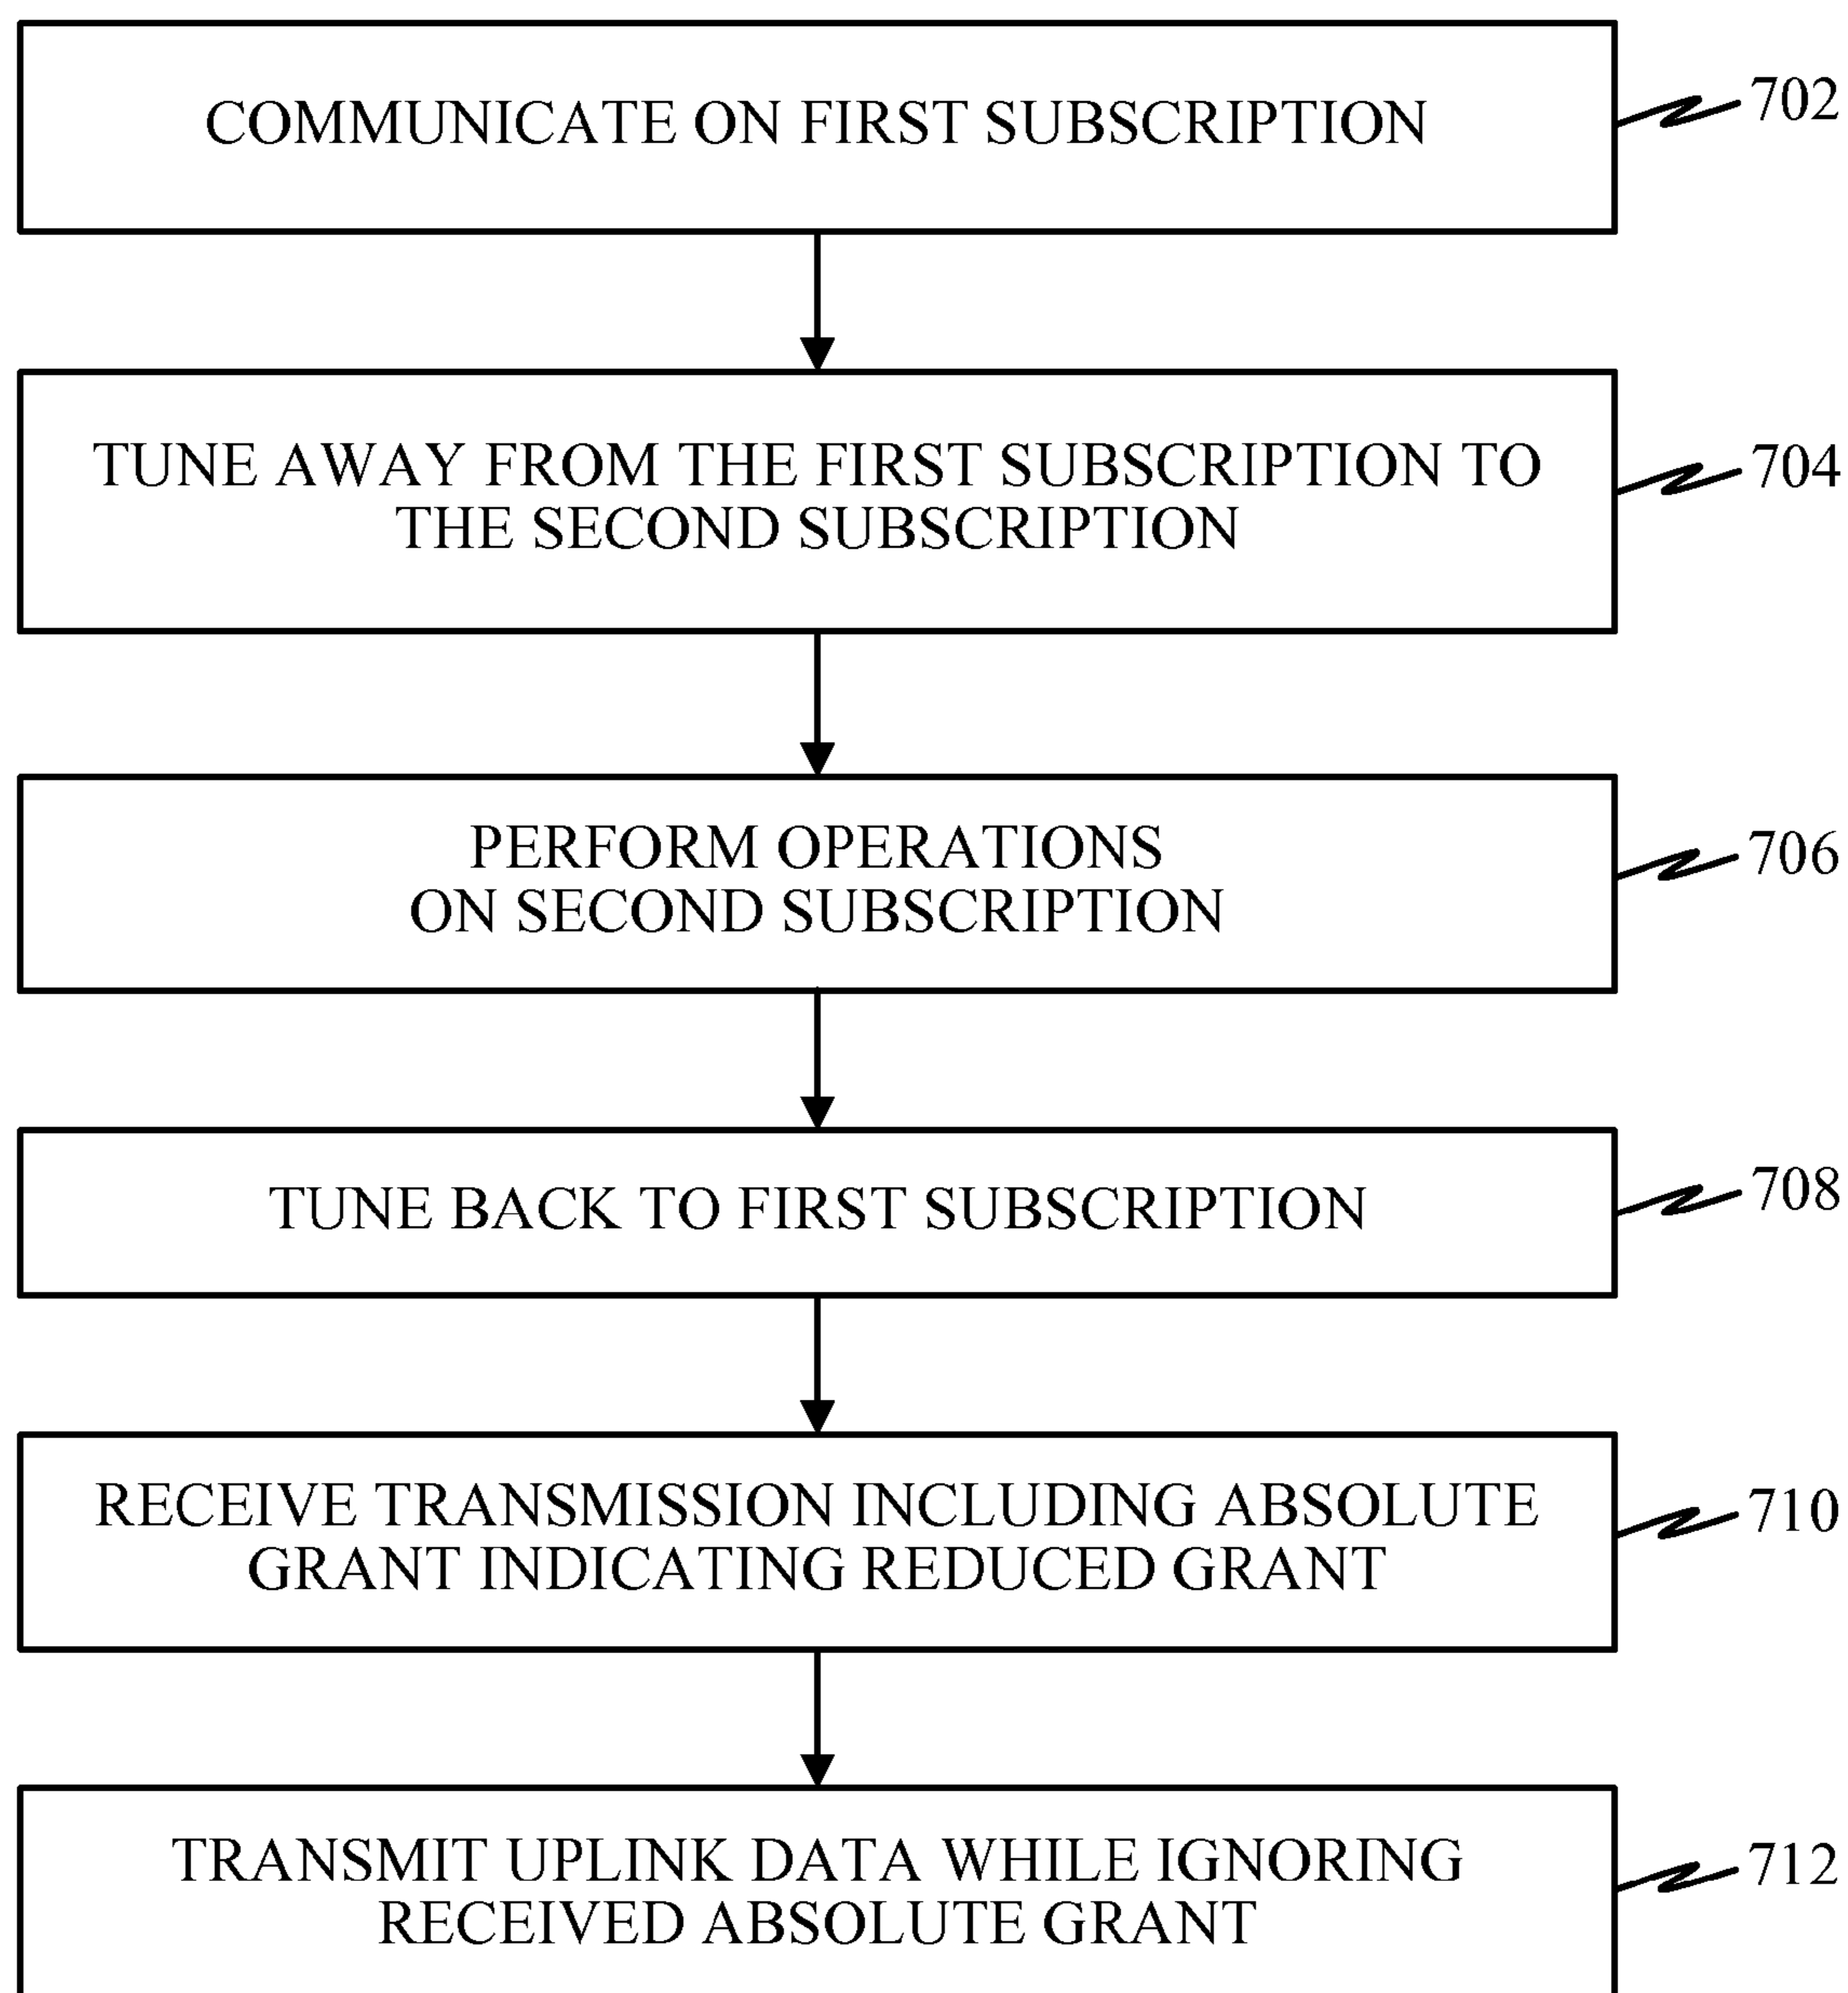 COMMUNICATE ON FIRST SUBSCRIPTION
702
TUNE AWAY FROM THE FIRST SUBSCRIPTION TO
THE SECOND SUBSCRIPTION
704
PERFORM OPERATIONS
ON SECOND SUBSCRIPTION
706
TUNE BACK TO FIRST SUBSCRIPTION
708
RECEIVE TRANSMISSION INCLUDING ABSOLUTE
GRANT INDICATING REDUCED GRANT
710
TRANSMIT UPLINK DATA WHILE IGNORING
RECEIVED ABSOLUTE GRANT
712